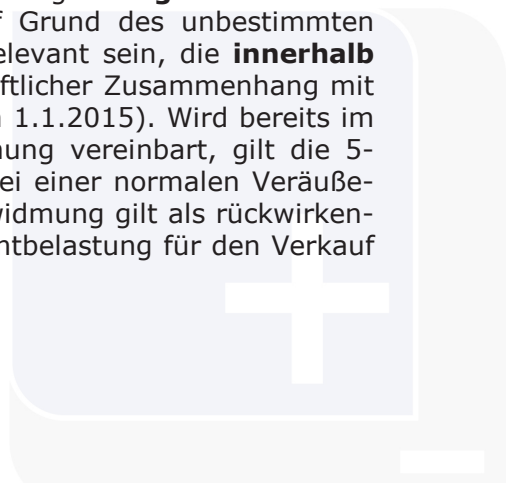 f Grund des unbestimmten
elevant sein, die innerhalb
ftlicher Zusammenhang mit
1.1.2015). Wird bereits im
nung vereinbart, gilt die 5-
ei einer normalen Veräuße-
widmung gilt als rückwirken-
ntbelastung für den Verkauf